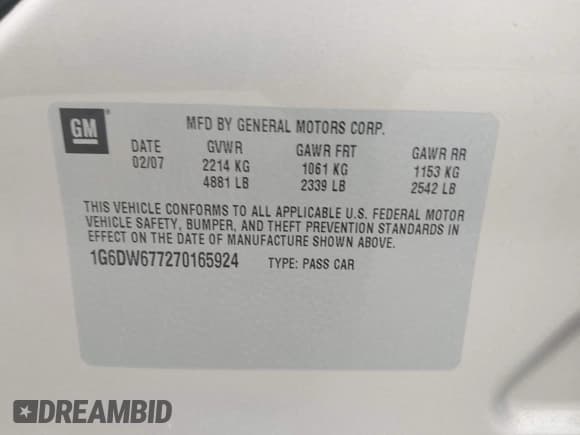 GM ®
MFD BY GENERAL MOTORS CORP.
DATE GVWR GAWR FRT GAWR RR
02/07 2214 KG 1061 KG 1153 KG
4881 LB 2339 LB 2542 LB
THIS VEHICLE CONFORMS TO ALL APPLICABLE U.S. FEDERAL MOTOR
VEHICLE SAFETY, BUMPER, AND THEFT PREVENTION STANDARDS IN
EFFECT ON THE DATE OF MANUFACTURE SHOWN ABOVE.
1G6DW677270165924 TYPE: PASS CAR
DREAMBID